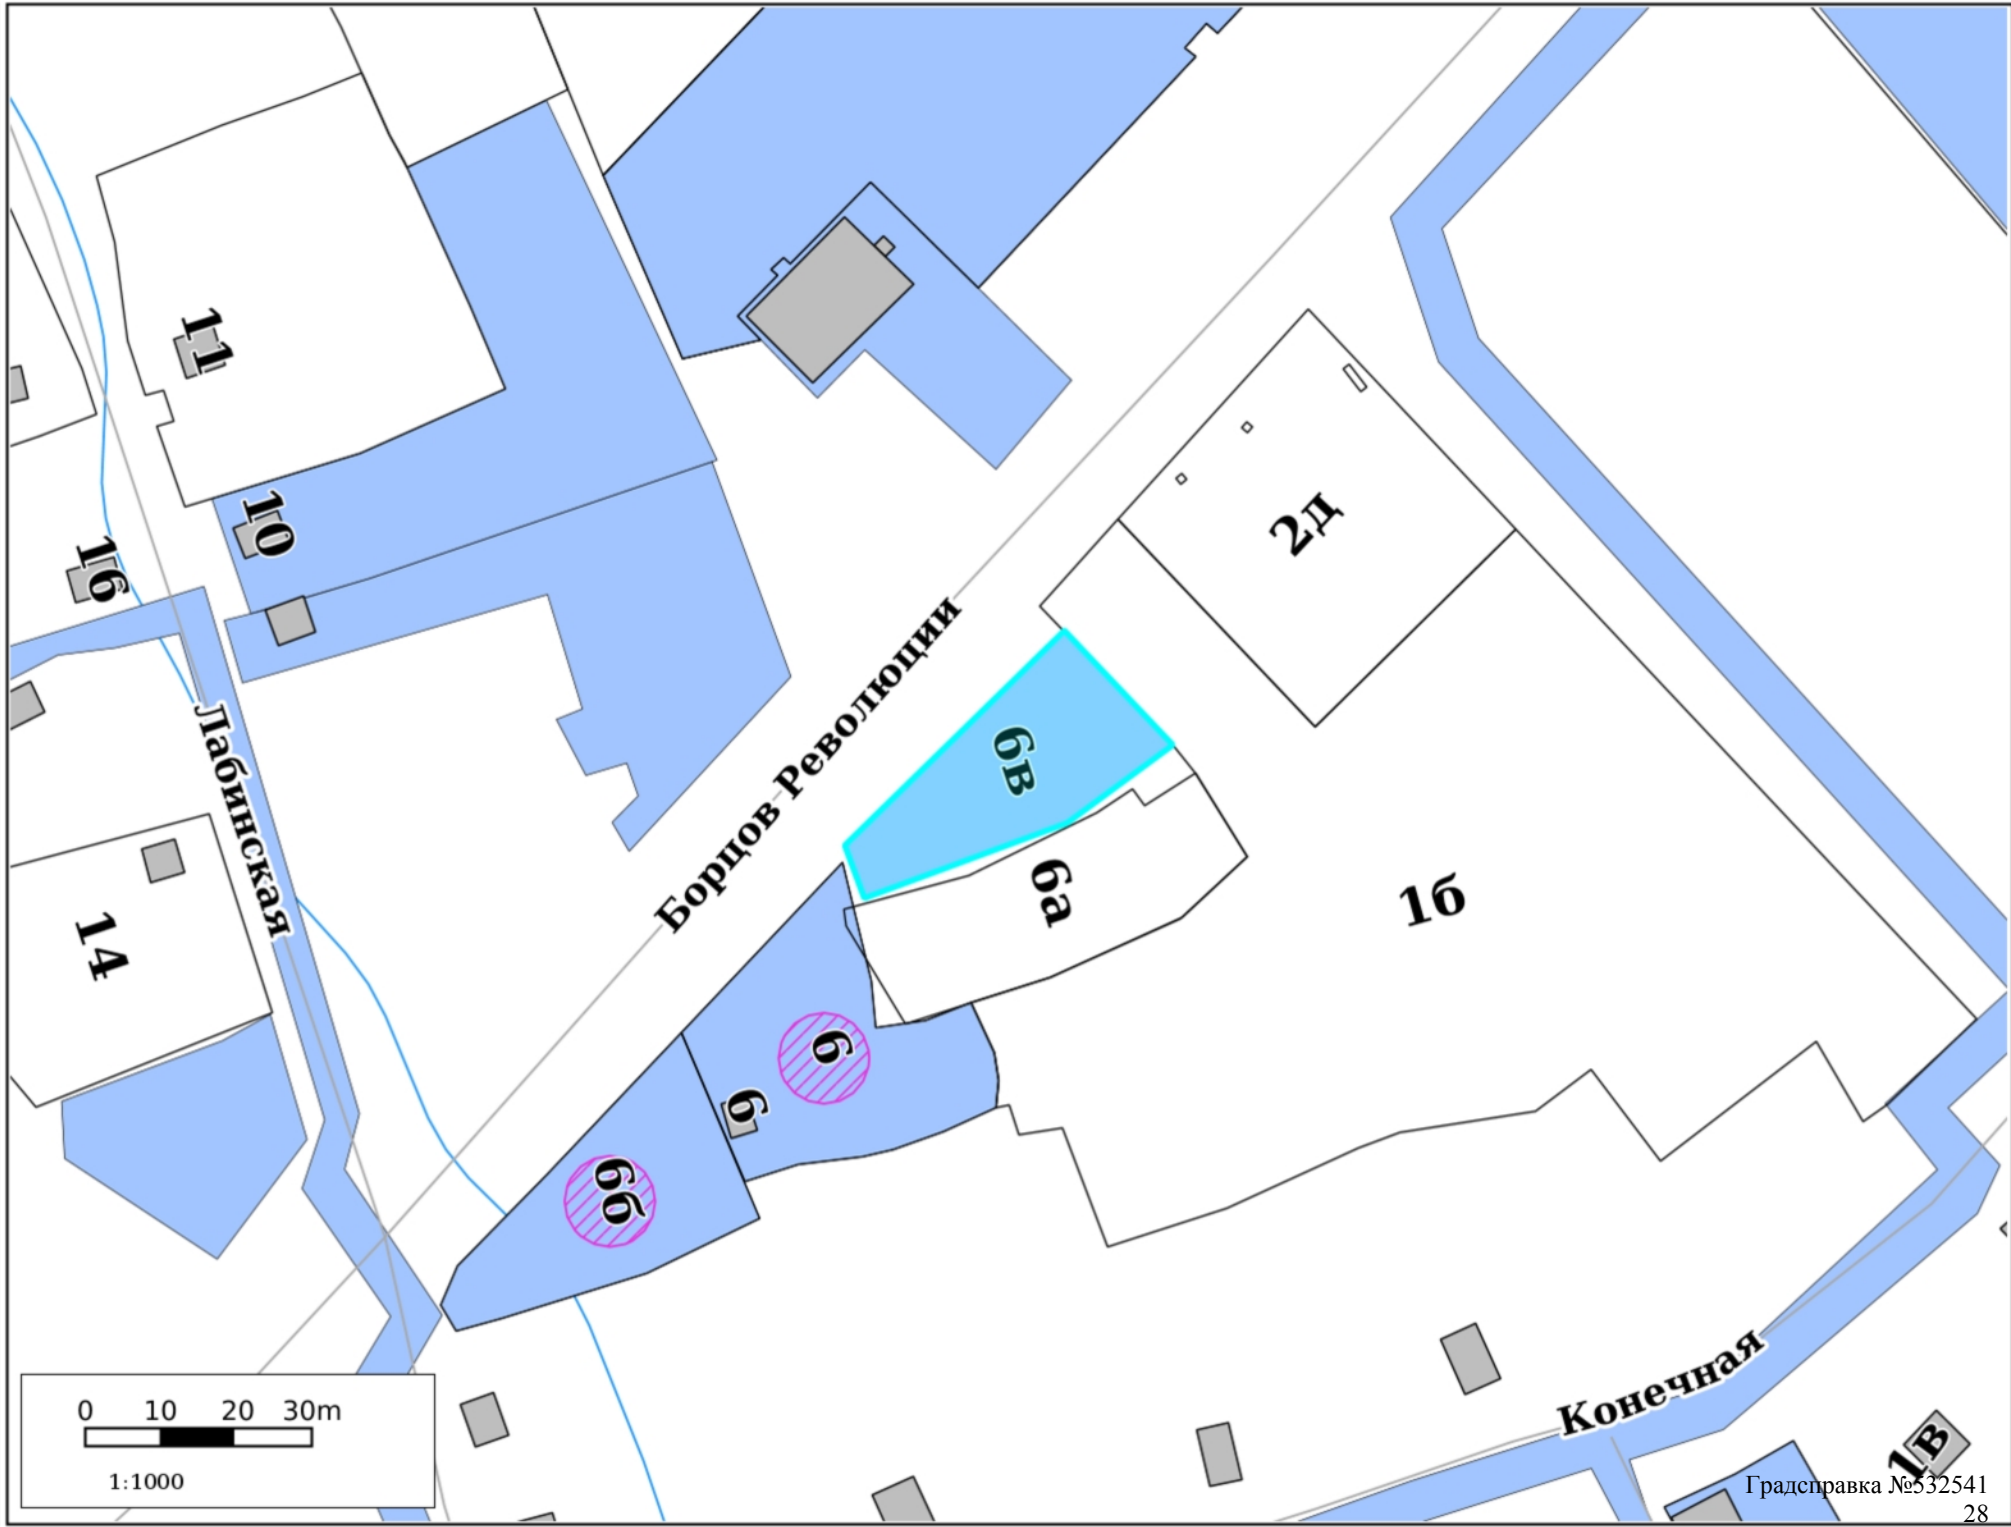 11
10
16
2д
Борцов Революции
6в
Лабинская
6а
1б
14
6
6
6б
Конечная
1в
0 10 20 30m
1:1000
Градсправка №532541
28